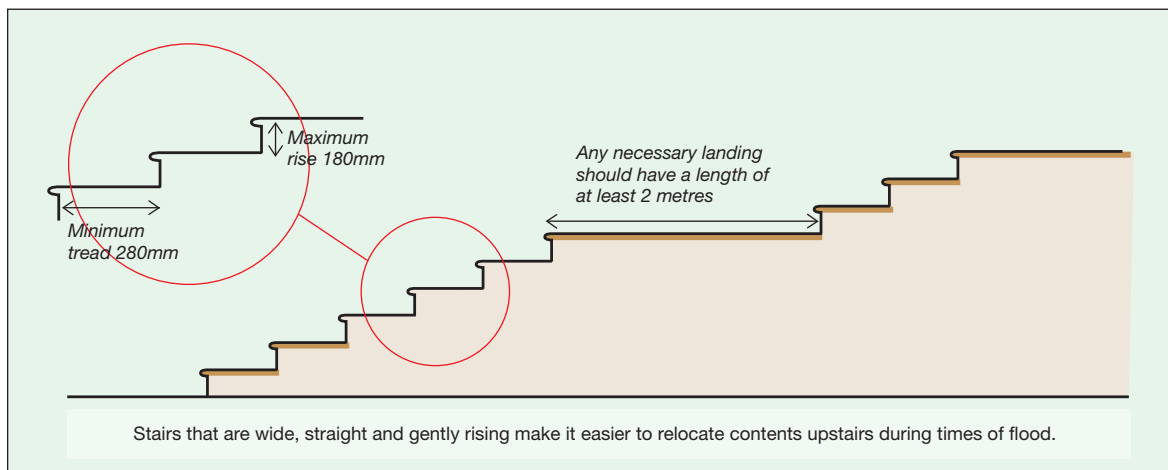 Maximum
rise 180mm
Minimum
tread 280mm
Any necessary landing
should have a length of
at least 2 metres
Stairs that are wide, straight and gently rising make it easier to relocate contents upstairs during times of flood.